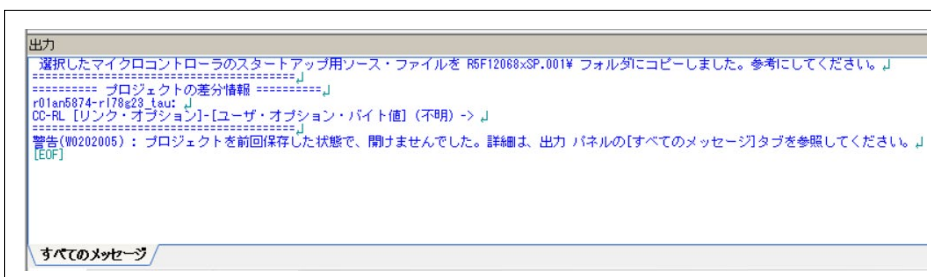 出力
選択したマイクロコントローラのスタートアップ用ソース・ファイルを R5F12068xSP.001¥ フォルダにコピーしました。参考にしてください。↓
========================================↓
========== プロジェクトの差分情報 ==========↓
r01an5874-rl78g23_tau: ↓
CC-RL [リンク・オプション]-[ユーザ・オプション・バイト値] (不明) -> ↓
========================================↓
警告(W0202005) : プロジェクトを前回保存した状態で、開けませんでした。詳細は、出力 パネルの[すべてのメッセージ]タブを参照してください。↓
[EOF]
すべてのメッセージ